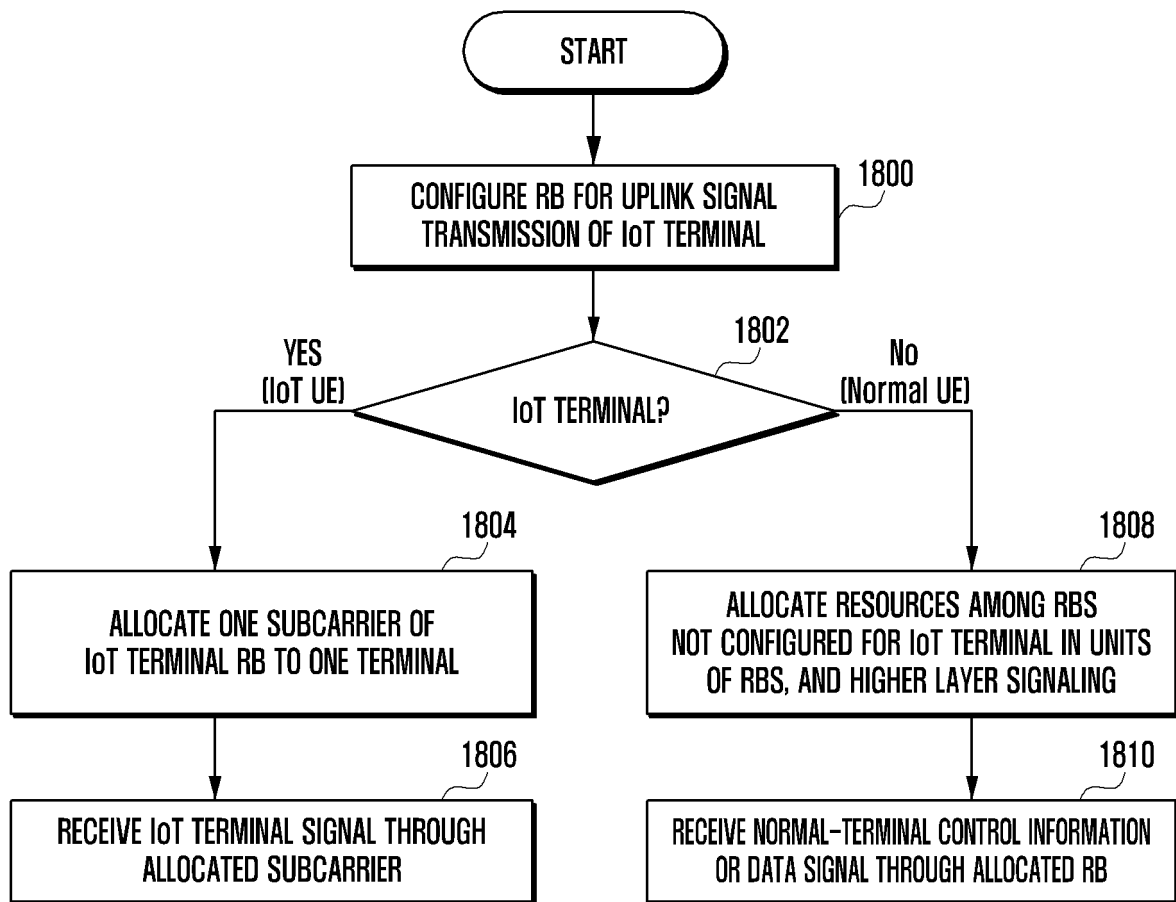 START
1800
CONFIGURE RB FOR UPLINK SIGNAL
TRANSMISSION OF IoT TERMINAL
1802
YES
(IoT UE)
No
(Normal UE)
IoT TERMINAL?
1804
ALLOCATE ONE SUBCARRIER OF
IoT TERMINAL RB TO ONE TERMINAL
1808
ALLOCATE RESOURCES AMONG RBS
NOT CONFIGURED FOR IoT TERMINAL IN UNITS
OF RBS, AND HIGHER LAYER SIGNALING
1806
RECEIVE IoT TERMINAL SIGNAL THROUGH
ALLOCATED SUBCARRIER
1810
RECEIVE NORMAL-TERMINAL CONTROL INFORMATION
OR DATA SIGNAL THROUGH ALLOCATED RB